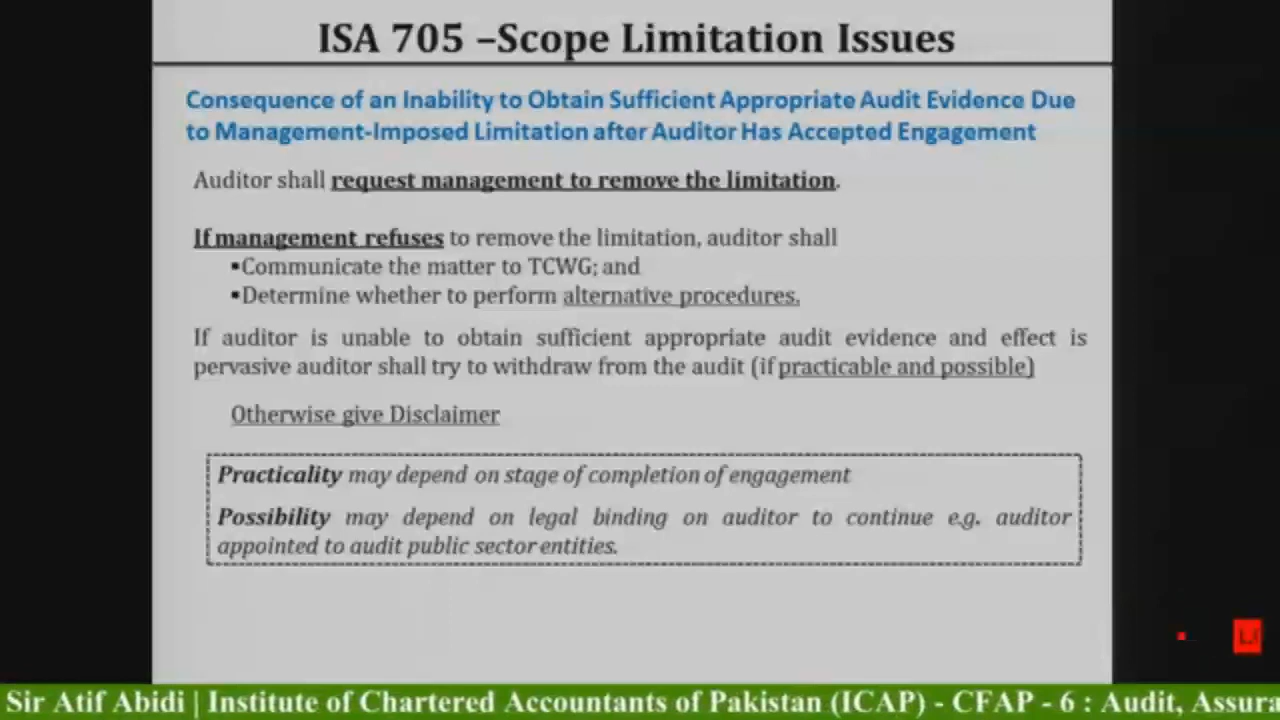 ISA 705 –Scope Limitation Issues
Consequence of an Inability to Obtain Sufficient Appropriate Audit Evidence Due
to Management-Imposed Limitation after Auditor Has Accepted Engagement
Auditor shall request management to remove the limitation.
If management refuses to remove the limitation, auditor shall
▪Communicate the matter to TCWG; and
▪Determine whether to perform alternative procedures.
If auditor is unable to obtain sufficient appropriate audit evidence and effect is
pervasive auditor shall try to withdraw from the audit (if practicable and possible)
Otherwise give Disclaimer
Practicality may depend on stage of completion of engagement
Possibility may depend on legal binding on auditor to continue e.g. auditor
appointed to audit public sector entities.
Sir Atif Abidi | Institute of Chartered Accountants of Pakistan (ICAP) - CFAP - 6 : Audit, Assura